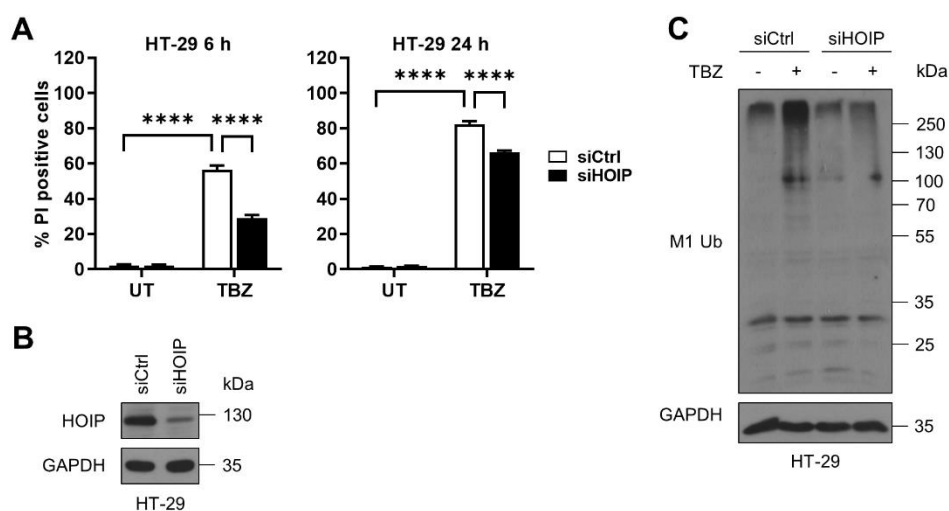 A
HT-29 6 h
% PI positive cells
120
100
80
60
40
20
0
****
****
UT
TBZ
HT-29 24 h
120
100
80
60
40
20
0
****
****
UT
TBZ
siCtrl
siHOIP
B
siCtrl
siHOIP
kDa
HOIP
130
GAPDH
35
HT-29
C
siCtrl siHOIP
TBZ - + - + kDa
M1 Ub
250
130
100
70
55
35
25
GAPDH
35
HT-29